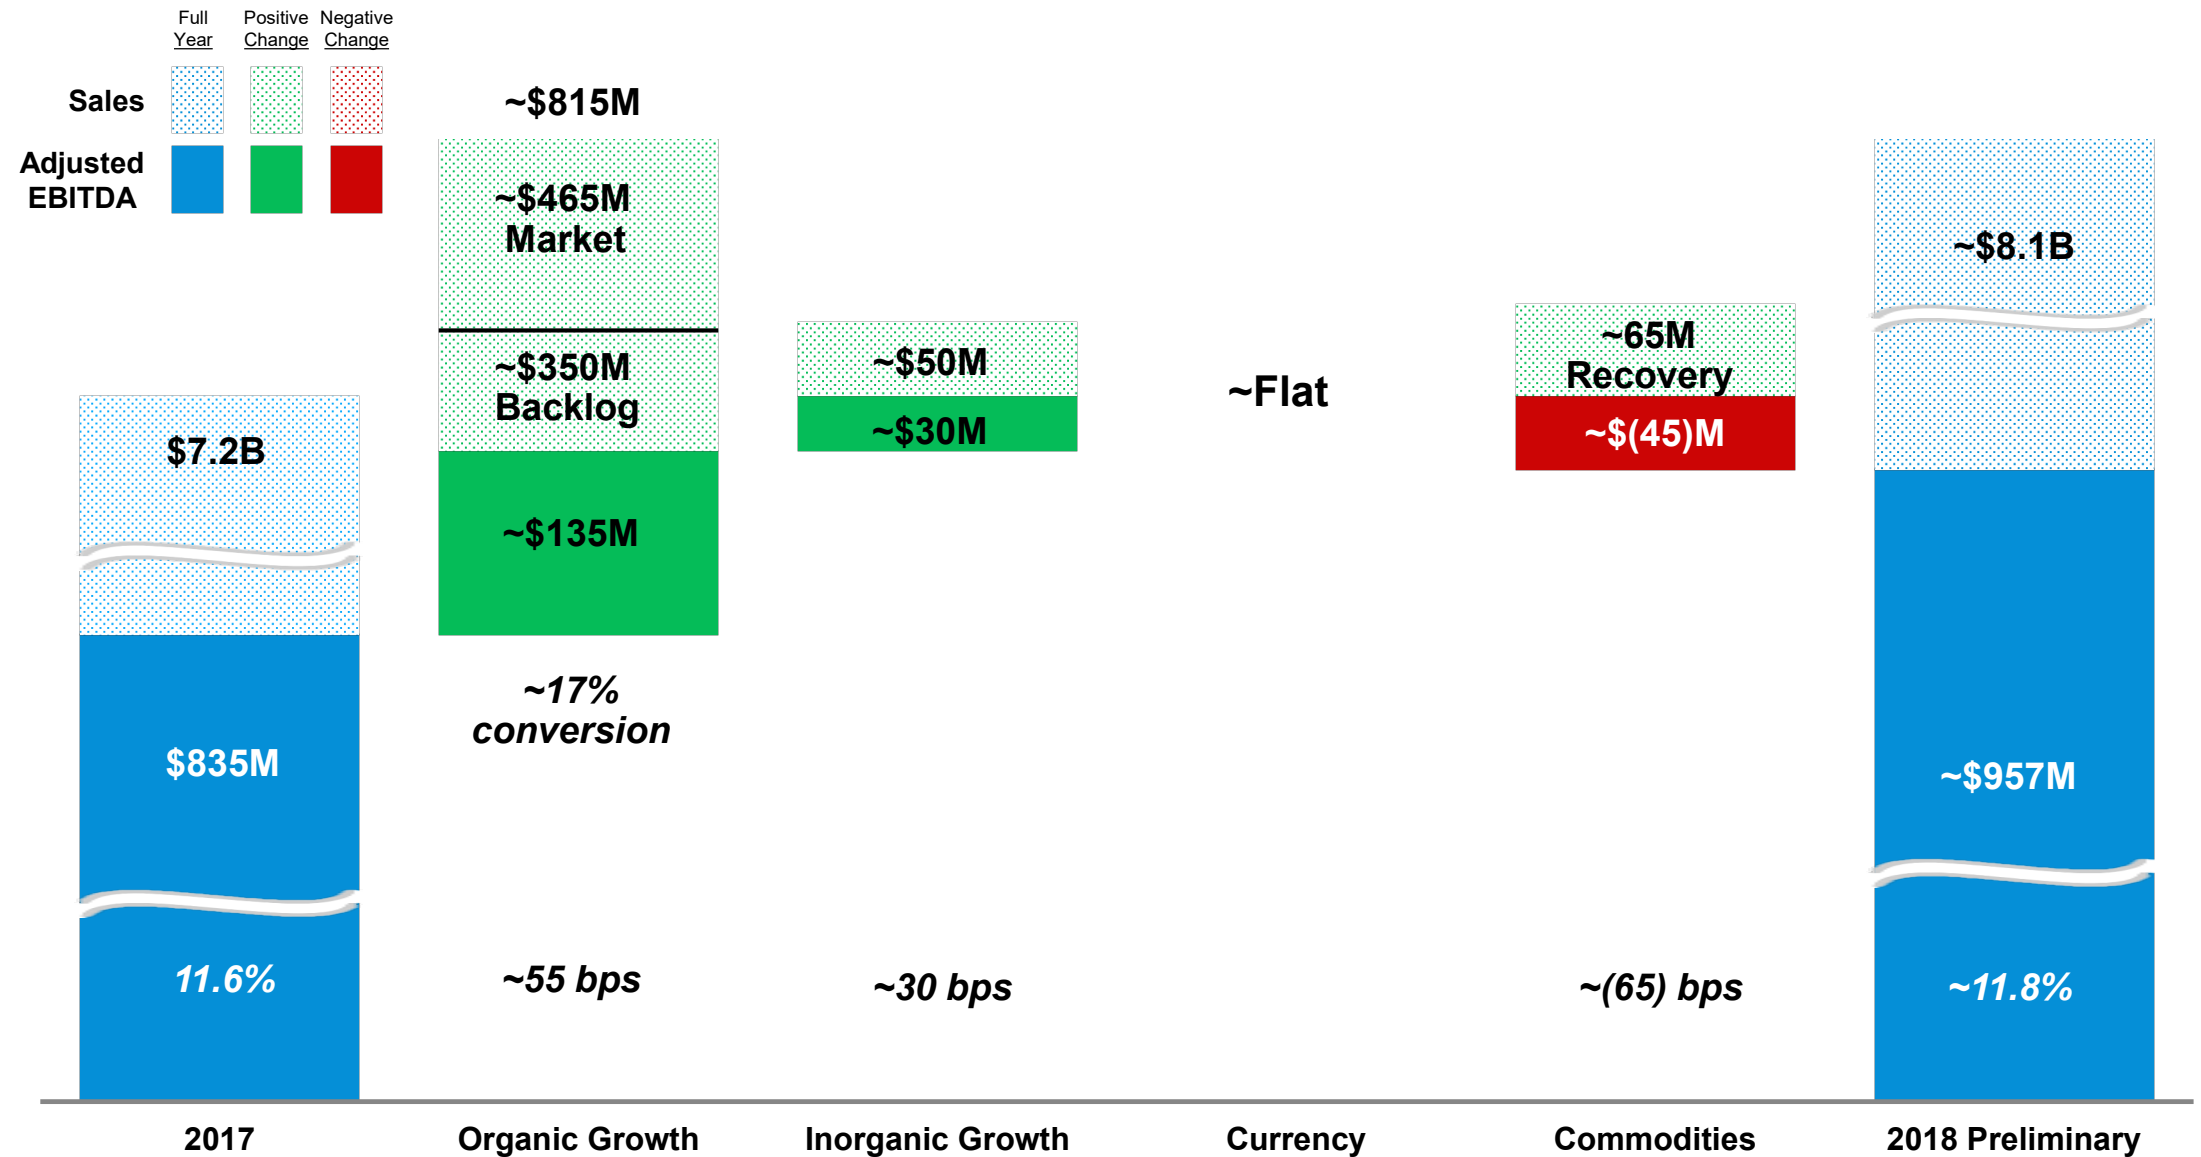 Full Year
Positive Change
Negative Change
Sales
Adjusted
EBITDA
$7.2B
$835M
11.6%
~$815M
~$465M
Market
~$350M
Backlog
~$135M
~17%
conversion
~55 bps
~$50M
~$30M
~30 bps
~Flat
~65M
Recovery
~$(45)M
~(65) bps
~$8.1B
~$957M
~11.8%
2017
Organic Growth
Inorganic Growth
Currency
Commodities
2018 Preliminary